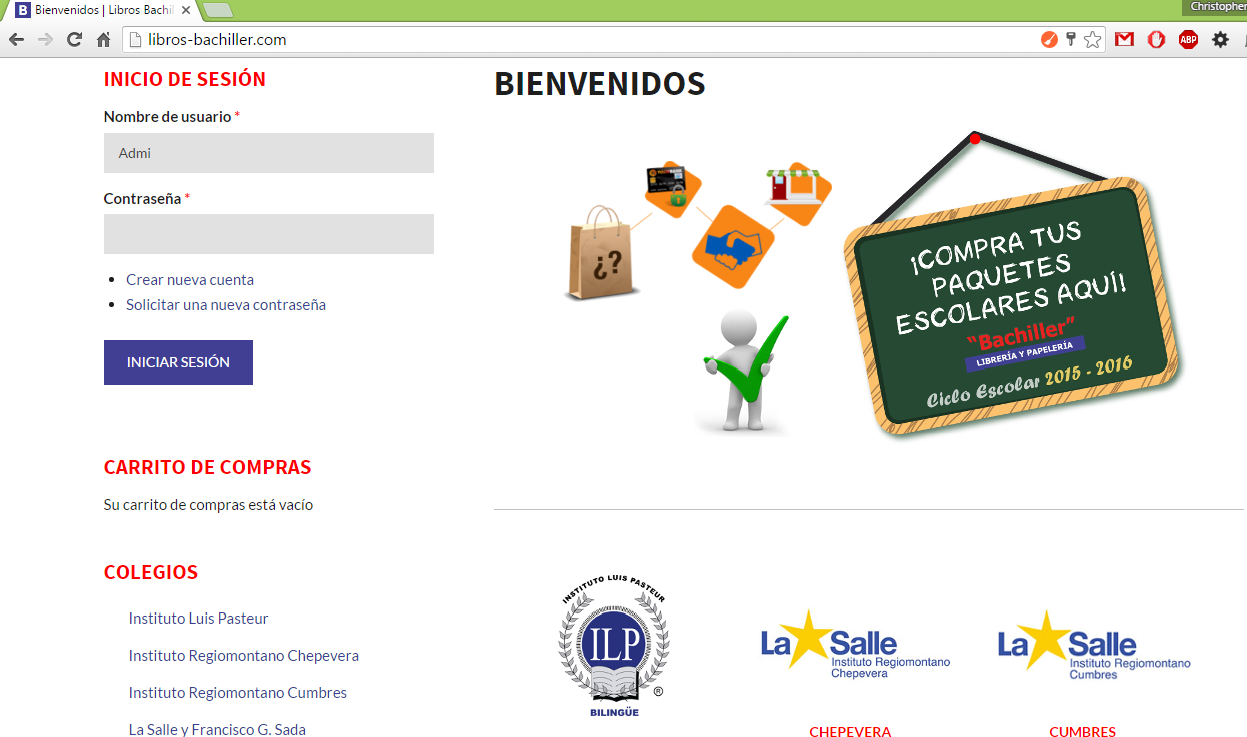 Bienvenidos | Libros Bachil
Christopher
libros-bachiller.com
ABP
INICIO DE SESIÓN
Nombre de usuario *
Admi
Contraseña *
Crear nueva cuenta
Solicitar una nueva contraseña
INICIAR SESIÓN
CARRITO DE COMPRAS
Su carrito de compras está vacío
COLEGIOS
Instituto Luis Pasteur
Instituto Regiomontano Chepevera
Instituto Regiomontano Cumbres
La Salle y Francisco G. Sada
BIENVENIDOS
¿?
¡COMPRA TUS
PAQUETES
ESCOLARES AQUÍ!
"Bachiller"
LIBRERÍA Y PAPELERÍA
Ciclo Escolar 2015 - 2016
INSTITUTO LUIS PASTEUR
ILP
®
BILINGÜE
La Salle
Instituto Regiomontano
Chepevera
CHEPEVERA
La Salle
Instituto Regiomontano
Cumbres
CUMBRES